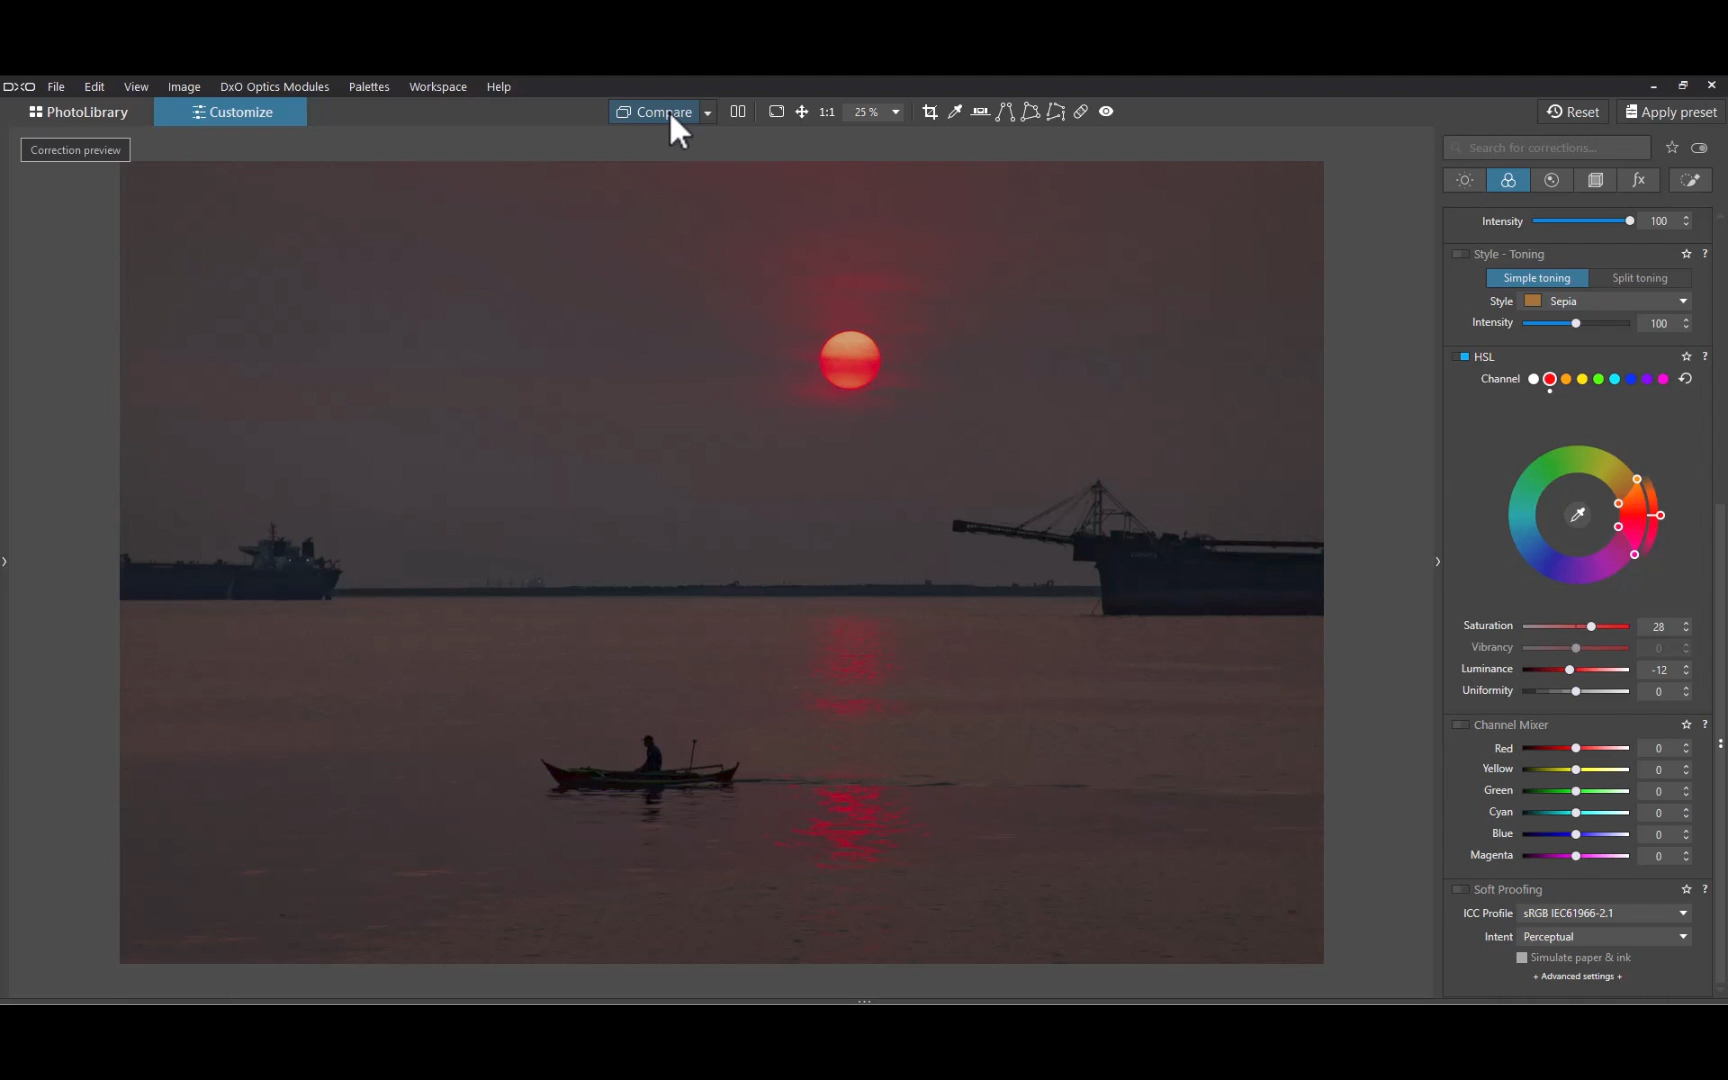 DXO File Edit View Image DxO Optics Modules Palettes Workspace Help
PhotoLibrary Customize Compare 1:1 25 % Reset Apply preset
Correction preview
Search for corrections...
fx
Intensity 100
Style - Toning ?
Simple toning Split toning
Style Sepia
Intensity 100
HSL ?
Channel
Saturation 28
Vibrancy 0
Luminance -12
Uniformity 0
Channel Mixer ?
Red 0
Yellow 0
Green 0
Cyan 0
Blue 0
Magenta 0
Soft Proofing ?
ICC Profile sRGB IEC61966-2.1
Intent Perceptual
Simulate paper & ink
+ Advanced settings +